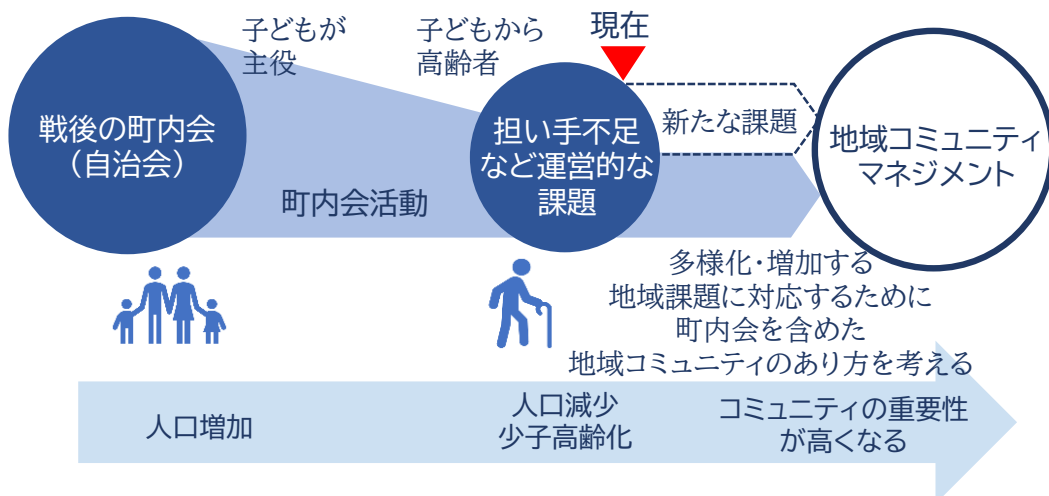 子どもが
主役
子どもから
高齢者
現在
戦後の町内会
（自治会）
町内会活動
担い手不足
など運営的な
課題
新たな課題
地域コミュニティ
マネジメント
多様化・増加する
地域課題に対応するために
町内会を含めた
地域コミュニティのあり方を考える
人口増加
人口減少
少子高齢化
コミュニティの重要性
が高くなる